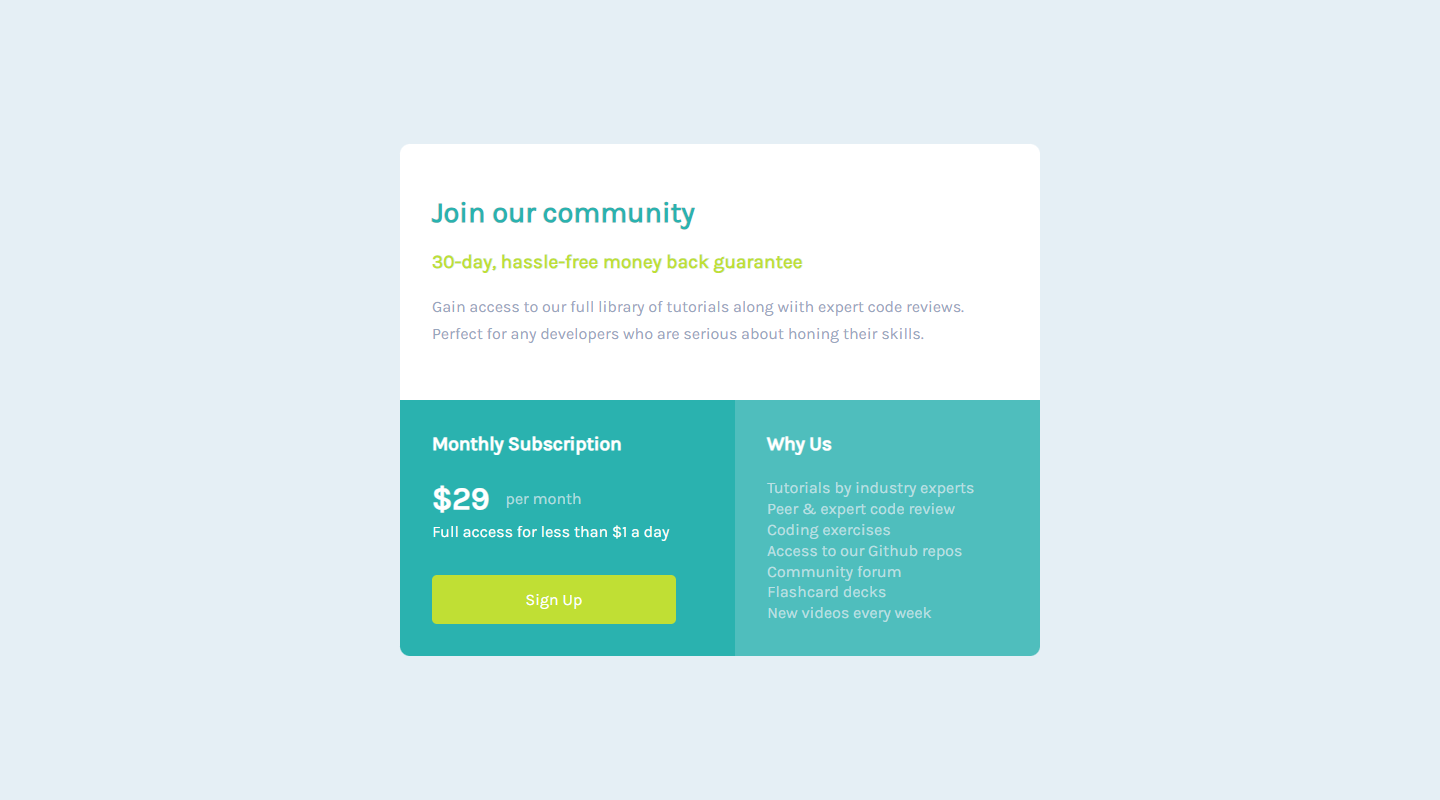 Join our community
30-day, hassle-free money back guarantee
Gain access to our full library of tutorials along wiith expert code reviews.
Perfect for any developers who are serious about honing their skills.
Monthly Subscription
$29 per month
Full access for less than $1 a day
Sign Up
Why Us
Tutorials by industry experts
Peer & expert code review
Coding exercises
Access to our Github repos
Community forum
Flashcard decks
New videos every week